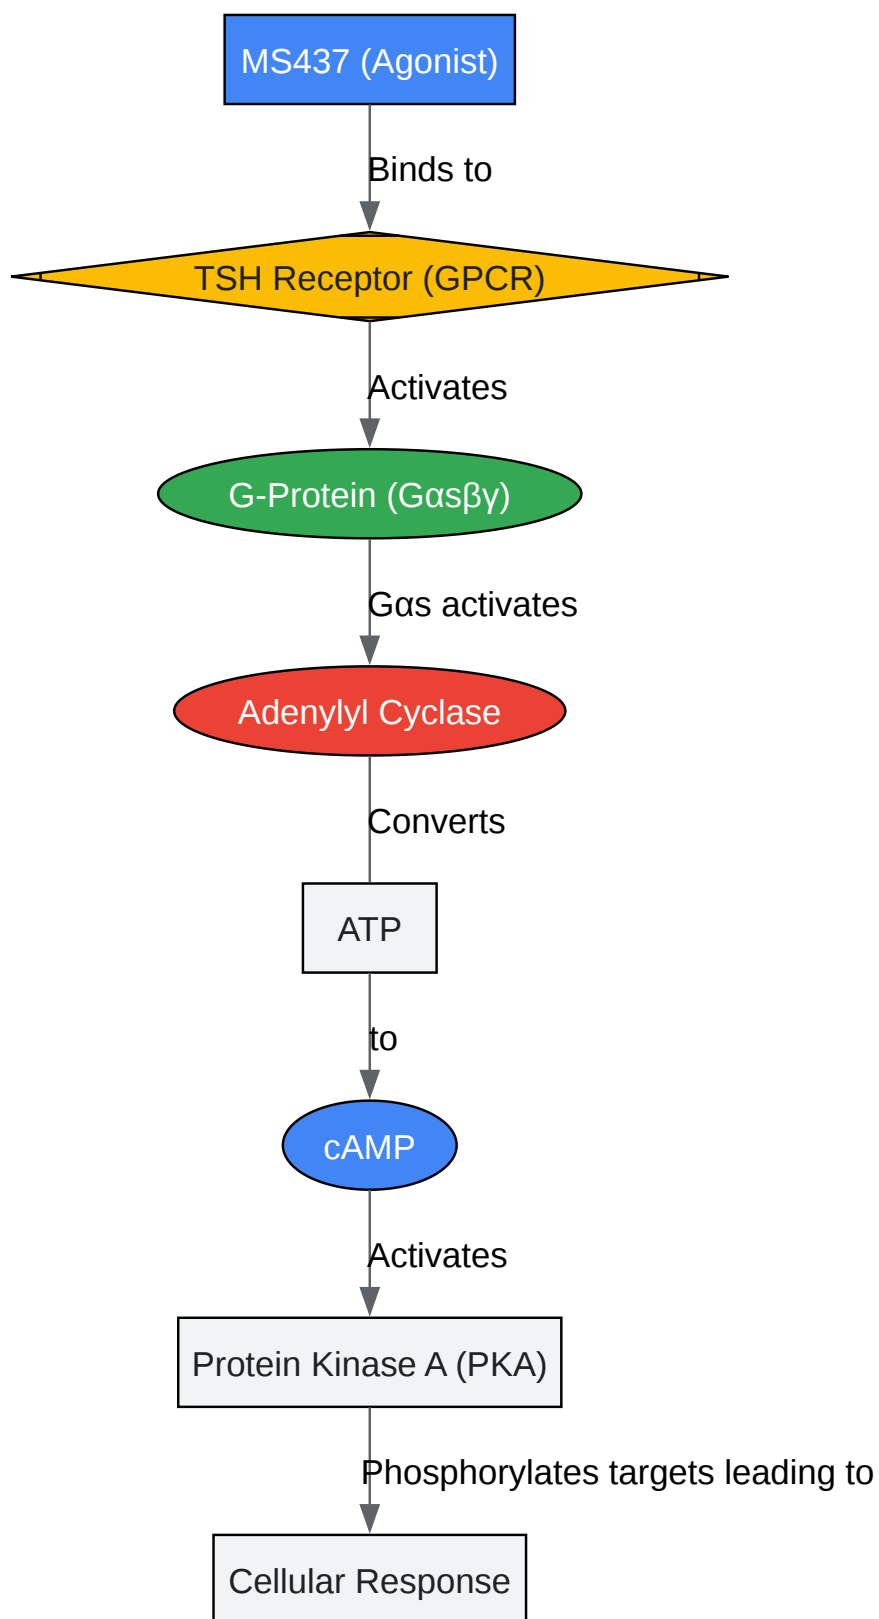 MS437 (Agonist)
Binds to
TSH Receptor (GPCR)
Activates
G-Protein (Gαsβγ)
Gαs activates
Adenylyl Cyclase
Converts
ATP
to
cAMP
Activates
Protein Kinase A (PKA)
Phosphorylates targets leading to
Cellular Response